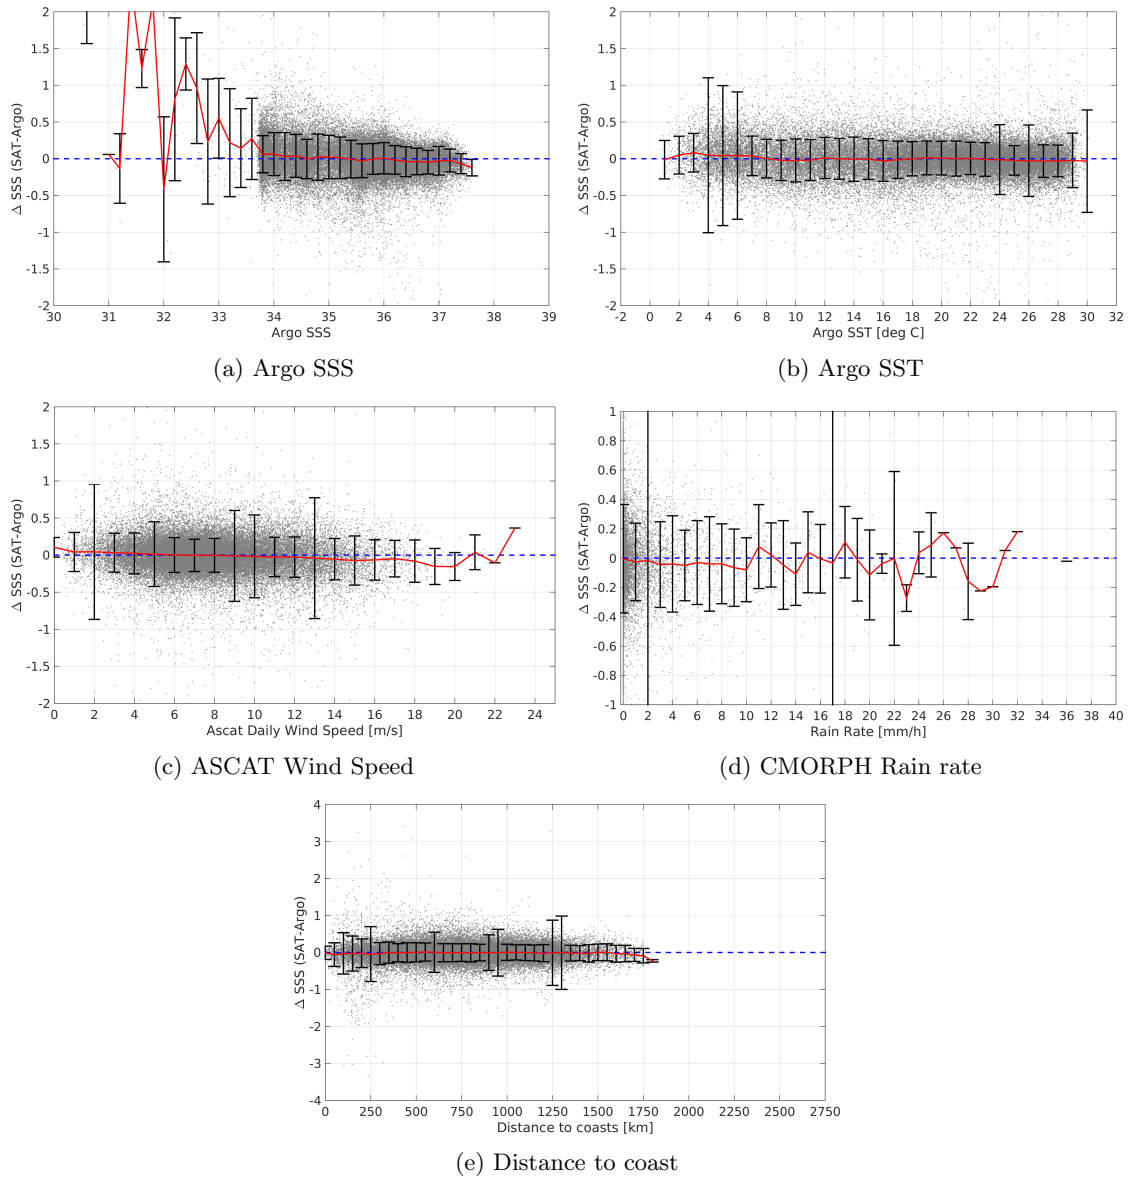 2
1.5
1
0.5
0
-0.5
-1
-1.5
-2
Δ SSS (SAT-Argo)
30 31 32 33 34 35 36 37 38 39
Argo SSS
(a) Argo SSS
2
1.5
1
0.5
0
-0.5
-1
-1.5
-2
Δ SSS (SAT-Argo)
-2 0 2 4 6 8 10 12 14 16 18 20 22 24 26 28 30 32
Argo SST [deg C]
(b) Argo SST
2
1.5
1
0.5
0
-0.5
-1
-1.5
-2
Δ SSS (SAT-Argo)
0 2 4 6 8 10 12 14 16 18 20 22 24
Ascat Daily Wind Speed [m/s]
(c) ASCAT Wind Speed
1
0.8
0.6
0.4
0.2
0
-0.2
-0.4
-0.6
-0.8
-1
Δ SSS (SAT-Argo)
0 2 4 6 8 10 12 14 16 18 20 22 24 26 28 30 32 34 36 38 40
Rain Rate [mm/h]
(d) CMORPH Rain rate
4
3
2
1
0
-1
-2
-3
-4
Δ SSS (SAT-Argo)
0 250 500 750 1000 1250 1500 1750 2000 2250 2500 2750
Distance to coasts [km]
(e) Distance to coast